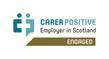 CARER POSITIVE
Employer in Scotland
ENGAGED